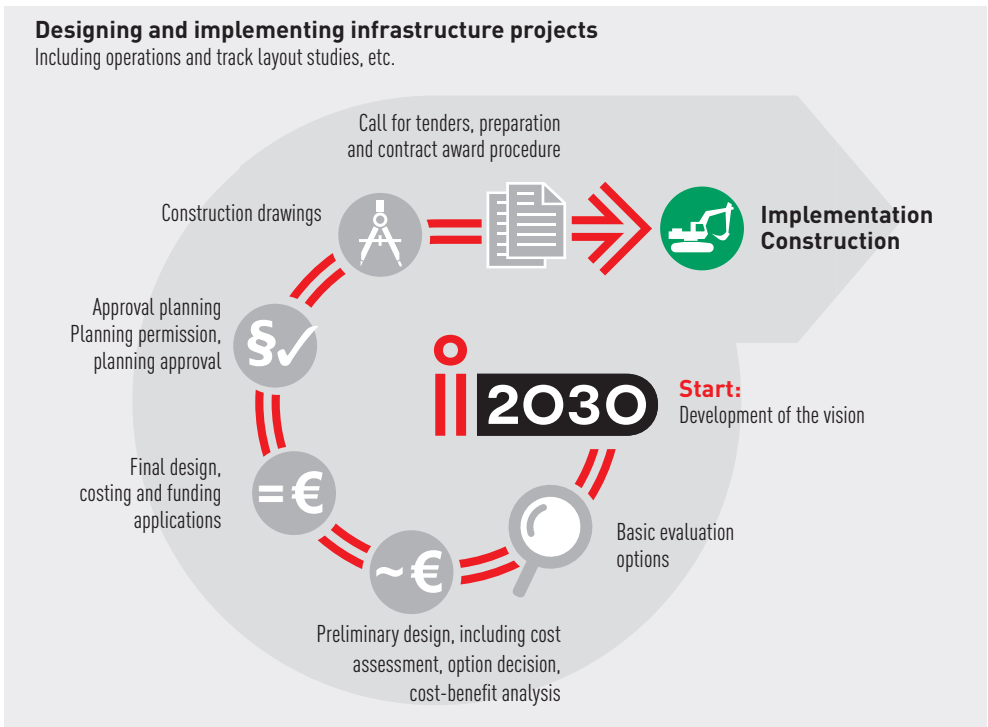 Designing and implementing infrastructure projects
Including operations and track layout studies, etc.
Call for tenders, preparation
and contract award procedure
Construction drawings
Implementation
Construction
Approval planning
Planning permission,
planning approval
§✓
i2030
Start:
Development of the vision
Final design,
costing and funding
applications
=€
~€
Basic evaluation
options
Preliminary design, including cost
assessment, option decision,
cost-benefit analysis